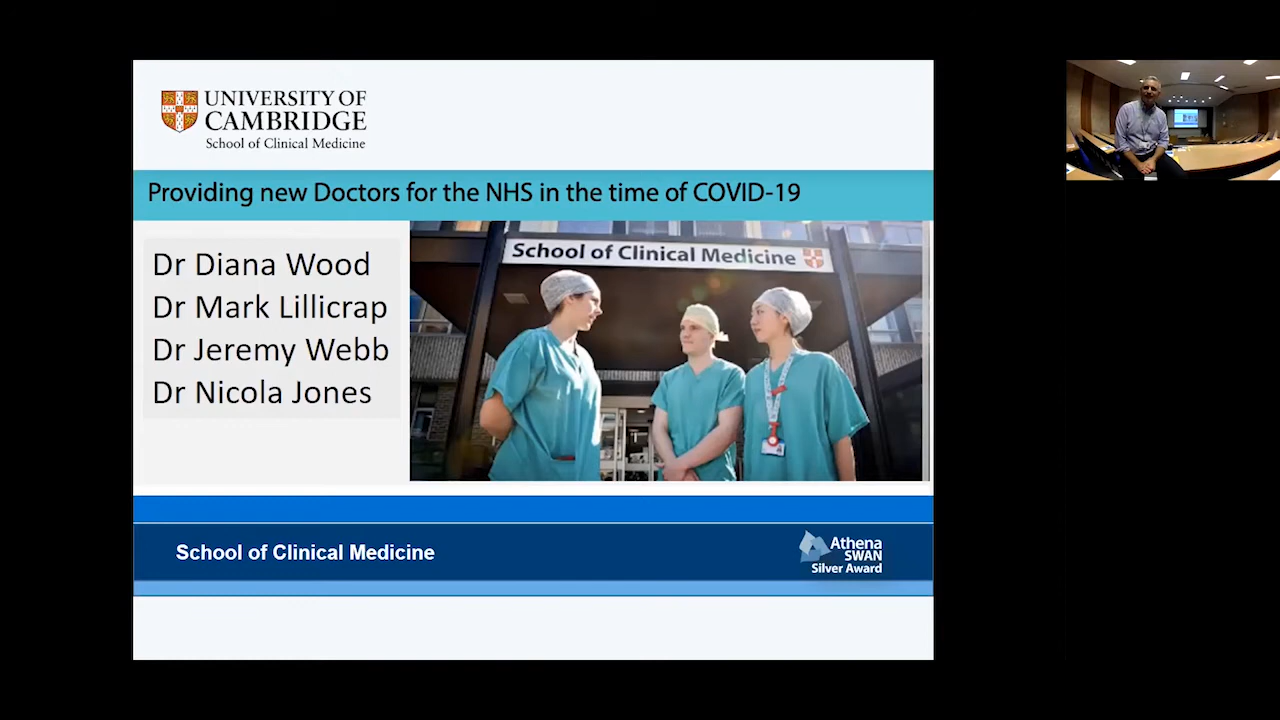 UNIVERSITY OF
CAMBRIDGE
School of Clinical Medicine
Providing new Doctors for the NHS in the time of COVID-19
Dr Diana Wood
Dr Mark Lillicrap
Dr Jeremy Webb
Dr Nicola Jones
School of Clinical Medicine
School of Clinical Medicine
Athena
SWAN
Silver Award